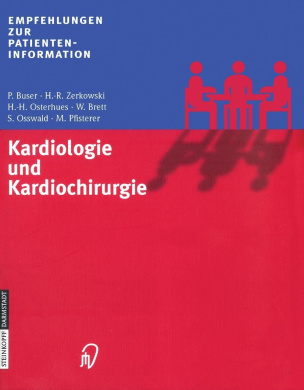 EMPFEHLUNGEN
ZUR
PATIENTEN-
INFORMATION
P. Buser · H.-R. Zerkowski
H.-H. Osterhues · W. Brett
S. Osswald · M. Pfisterer
Kardiologie
und
Kardiochirurgie
STEINKOPFF
DARMSTADT